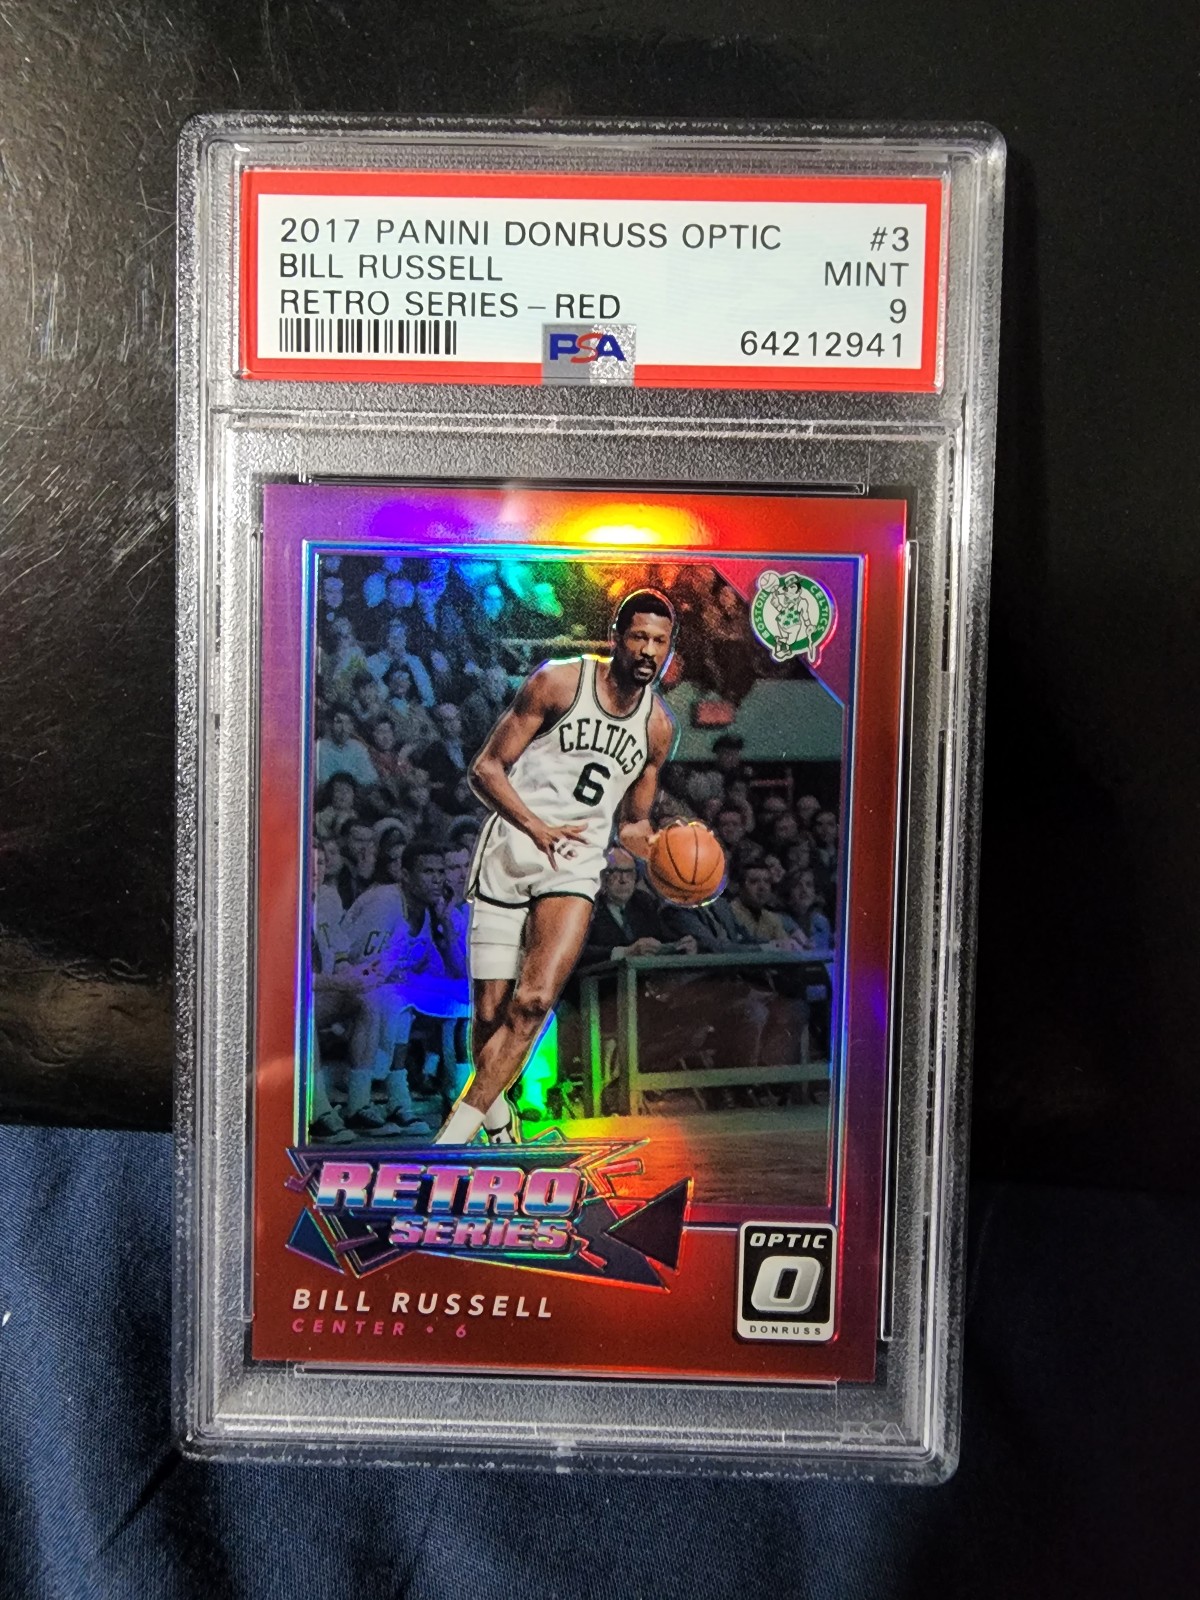 2017 PANINI DONRUSS OPTIC #3
BILL RUSSELL MINT
RETRO SERIES – RED 9
PSA 64212941
BOSTON CELTICS
CELTICS
6
RETRO
SERIES
OPTIC
O
DONRUSS
BILL RUSSELL
CENTER • 6
PSA